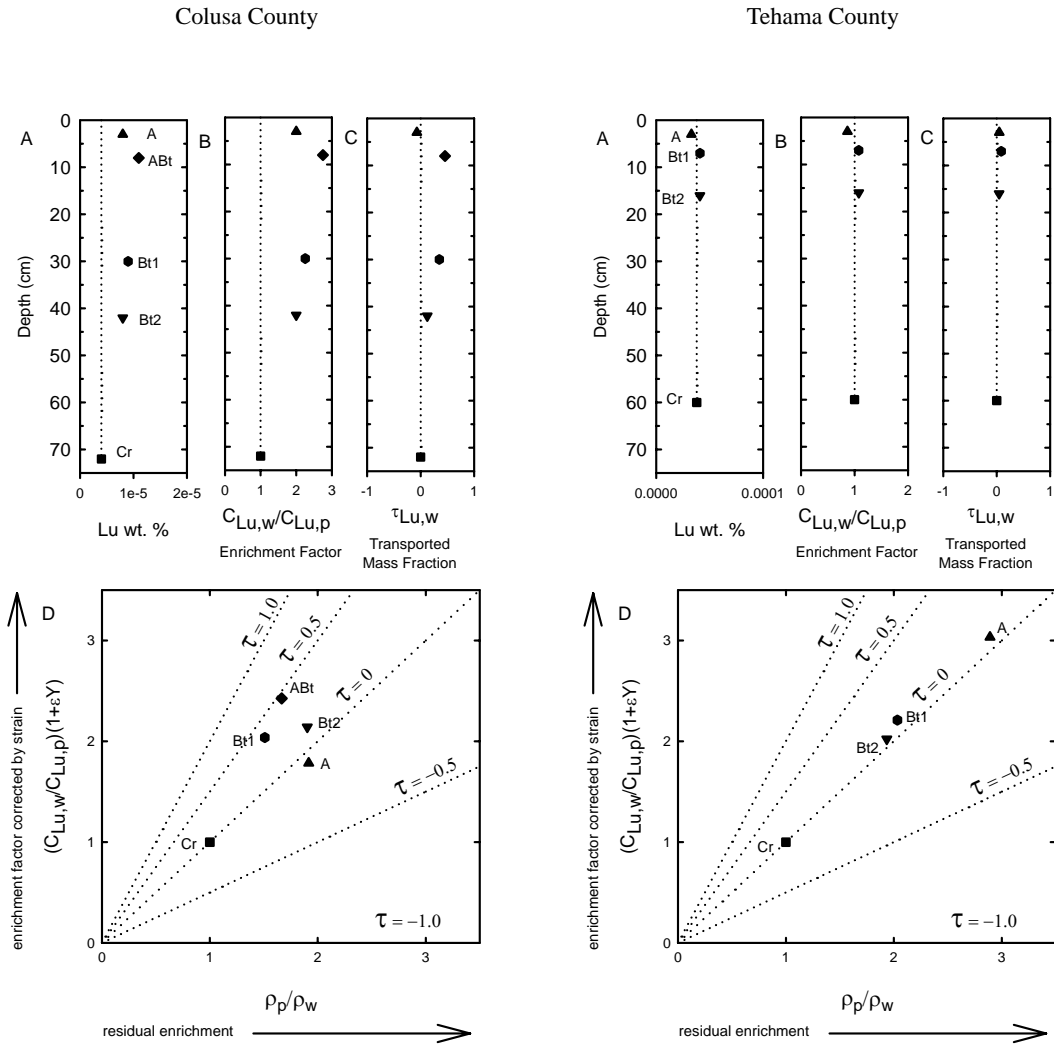 Colusa County
Tehama County
A
B
C
0
10
20
30
40
50
60
70
Depth (cm)
A
ABt
Bt1
Bt2
Cr
0
1e-5
2e-5
0
1
2
3
-1
0
1
Lu wt. %
CLu,w/CLu,p
τLu,w
Enrichment Factor
Transported
Mass Fraction
D
0
1
2
3
0
1
2
3
τ = 1.0
τ = 0.5
τ = 0
τ = −0.5
τ = −1.0
ABt
Bt2
Bt1
A
Cr
enrichment factor corrected by strain
(CLu,w/CLu,p)(1+εY)
ρp/ρw
residual enrichment
A
B
C
0
10
20
30
40
50
60
70
Depth (cm)
A
Bt1
Bt2
Cr
0.0000
0.0001
0
1
2
-1
0
1
Lu wt. %
CLu,w/CLu,p
τLu,w
Enrichment Factor
Transported
Mass Fraction
D
0
1
2
3
0
1
2
3
τ = 1.0
τ = 0.5
τ = 0
τ = −0.5
τ = −1.0
A
Bt1
Bt2
Cr
enrichment factor corrected by strain
(CLu,w/CLu,p)(1+εY)
ρp/ρw
residual enrichment